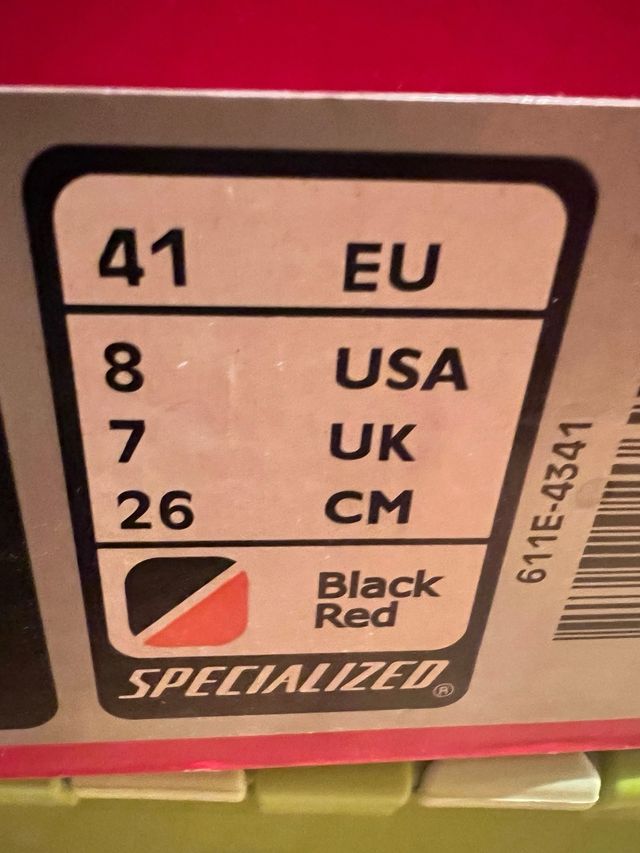 41 EU
8 USA
7 UK
26 CM
Black
Red
SPECIALIZED®
611E-4341